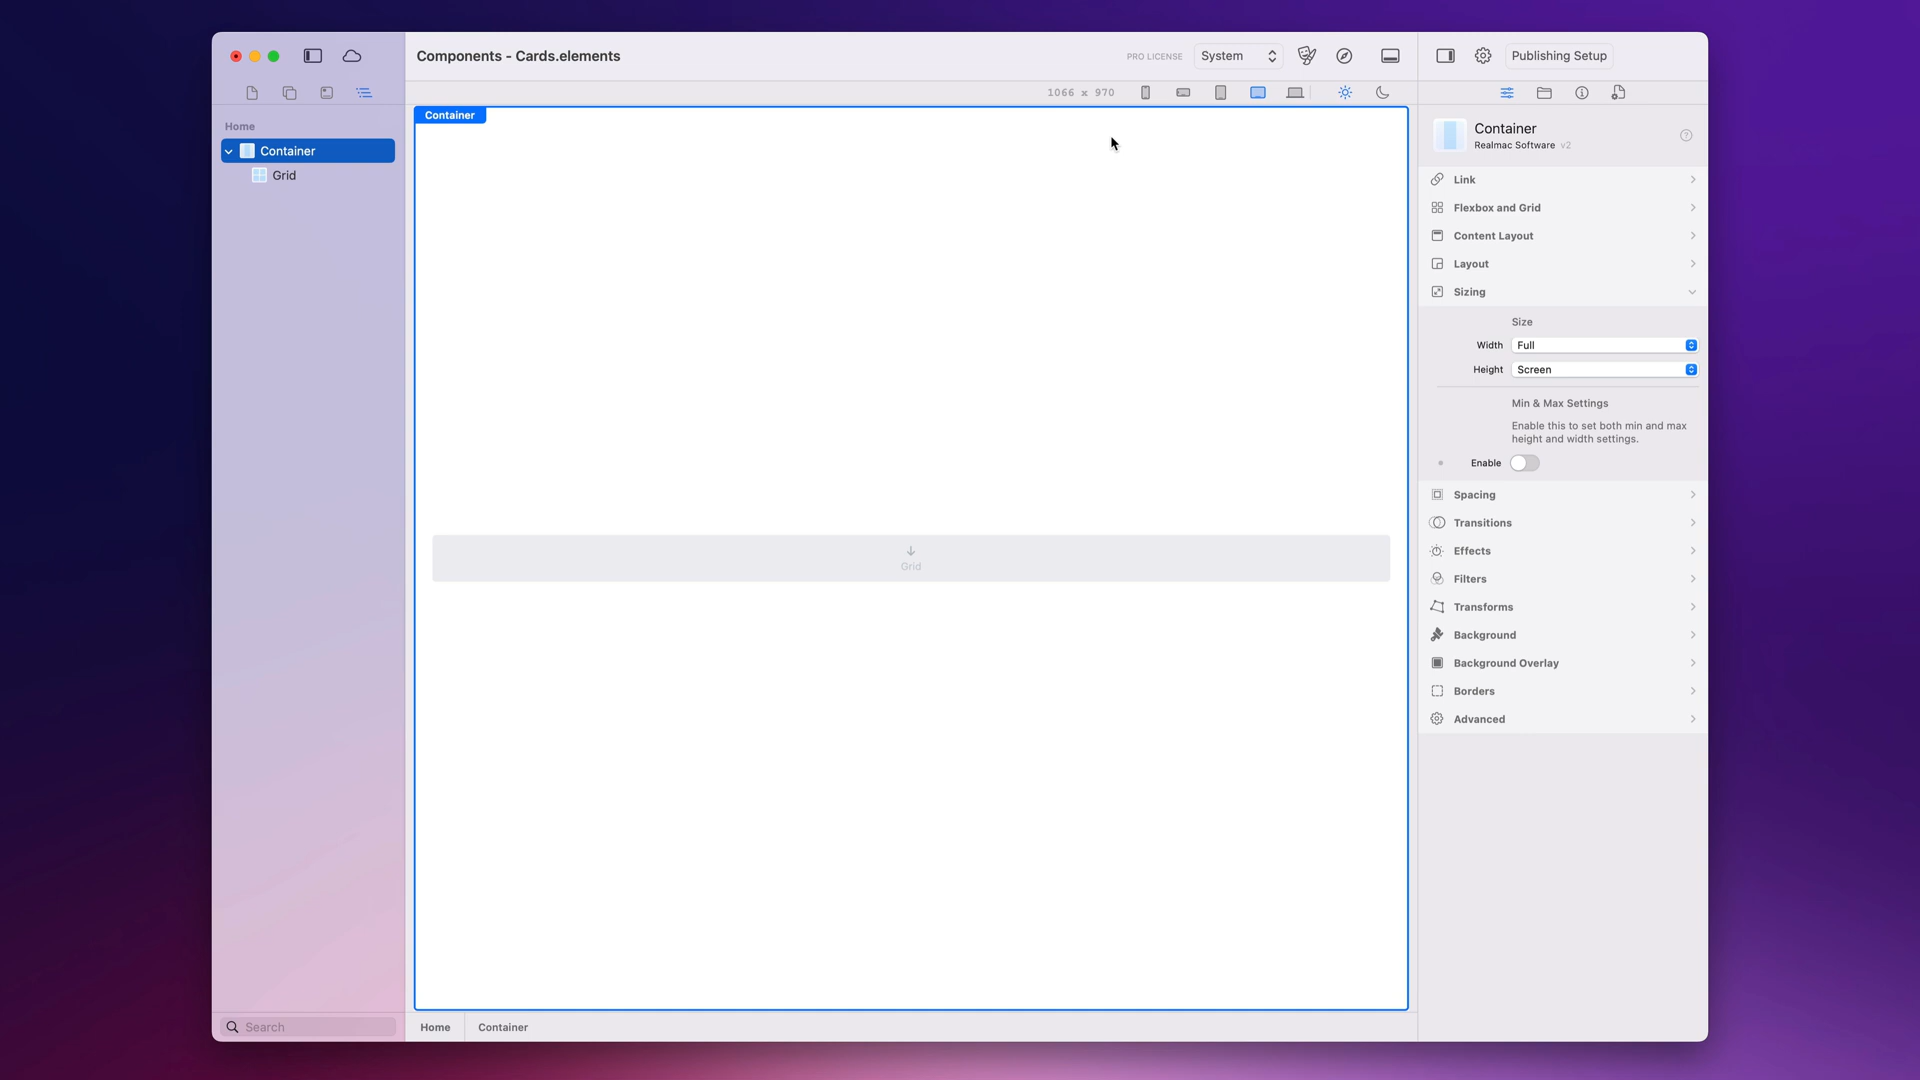 Components - Cards.elements
PRO LICENSE
System
Publishing Setup
1066 x 970
Home
Container
Grid
Search
Container
Grid
Home
Container
Container
Realmac Software v2
Link
Flexbox and Grid
Content Layout
Layout
Sizing
Size
Width
Full
Height
Screen
Min & Max Settings
Enable this to set both min and max
height and width settings.
Enable
Spacing
Transitions
Effects
Filters
Transforms
Background
Background Overlay
Borders
Advanced